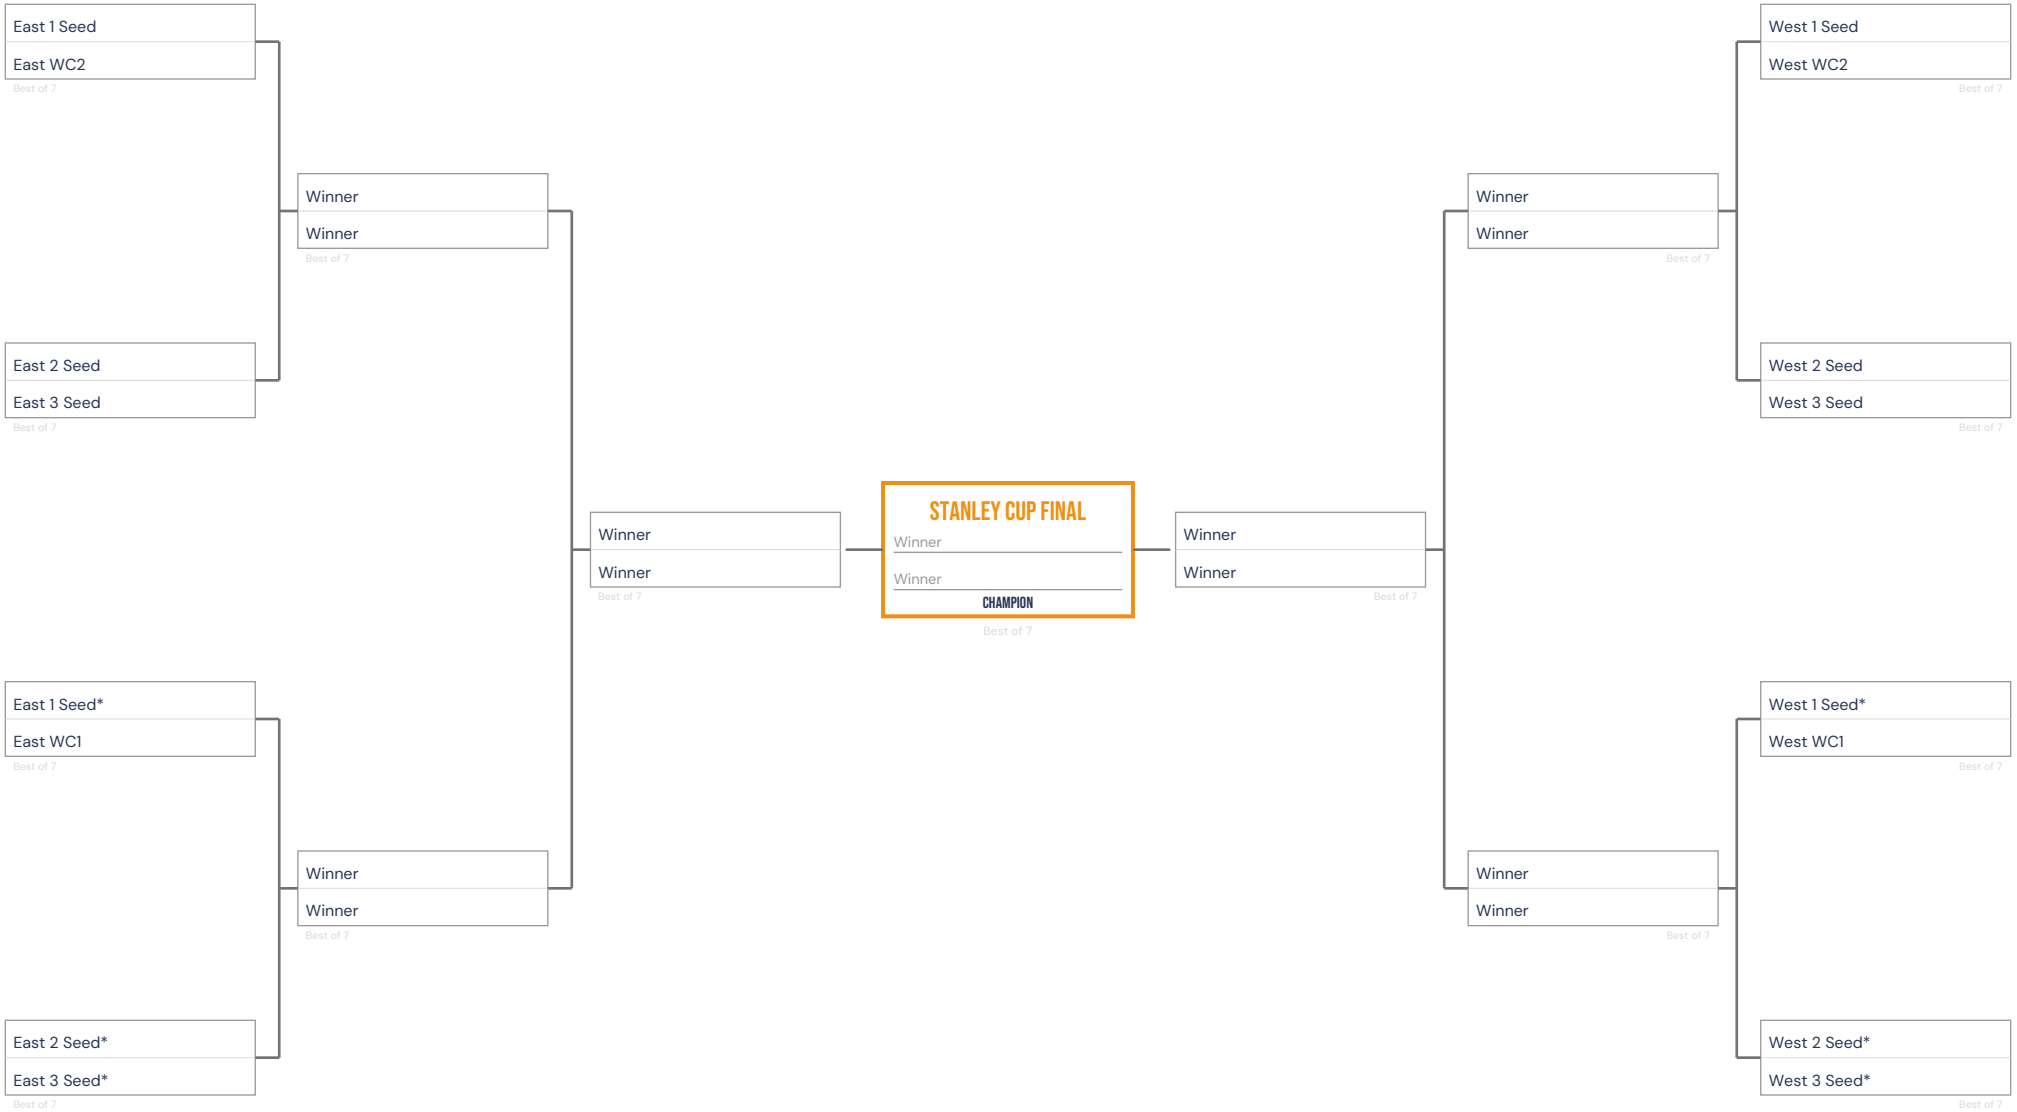 East 1 Seed
East WC2
Best of 7
East 2 Seed
East 3 Seed
Best of 7
East 1 Seed*
East WC1
Best of 7
East 2 Seed*
East 3 Seed*
Best of 7
Winner
Winner
Best of 7
Winner
Winner
Best of 7
Winner
Winner
Best of 7
STANLEY CUP FINAL
Winner
Winner
CHAMPION
Best of 7
Winner
Winner
Best of 7
Winner
Winner
Best of 7
Winner
Winner
Best of 7
West 1 Seed
West WC2
Best of 7
West 2 Seed
West 3 Seed
Best of 7
West 1 Seed*
West WC1
Best of 7
West 2 Seed*
West 3 Seed*
Best of 7